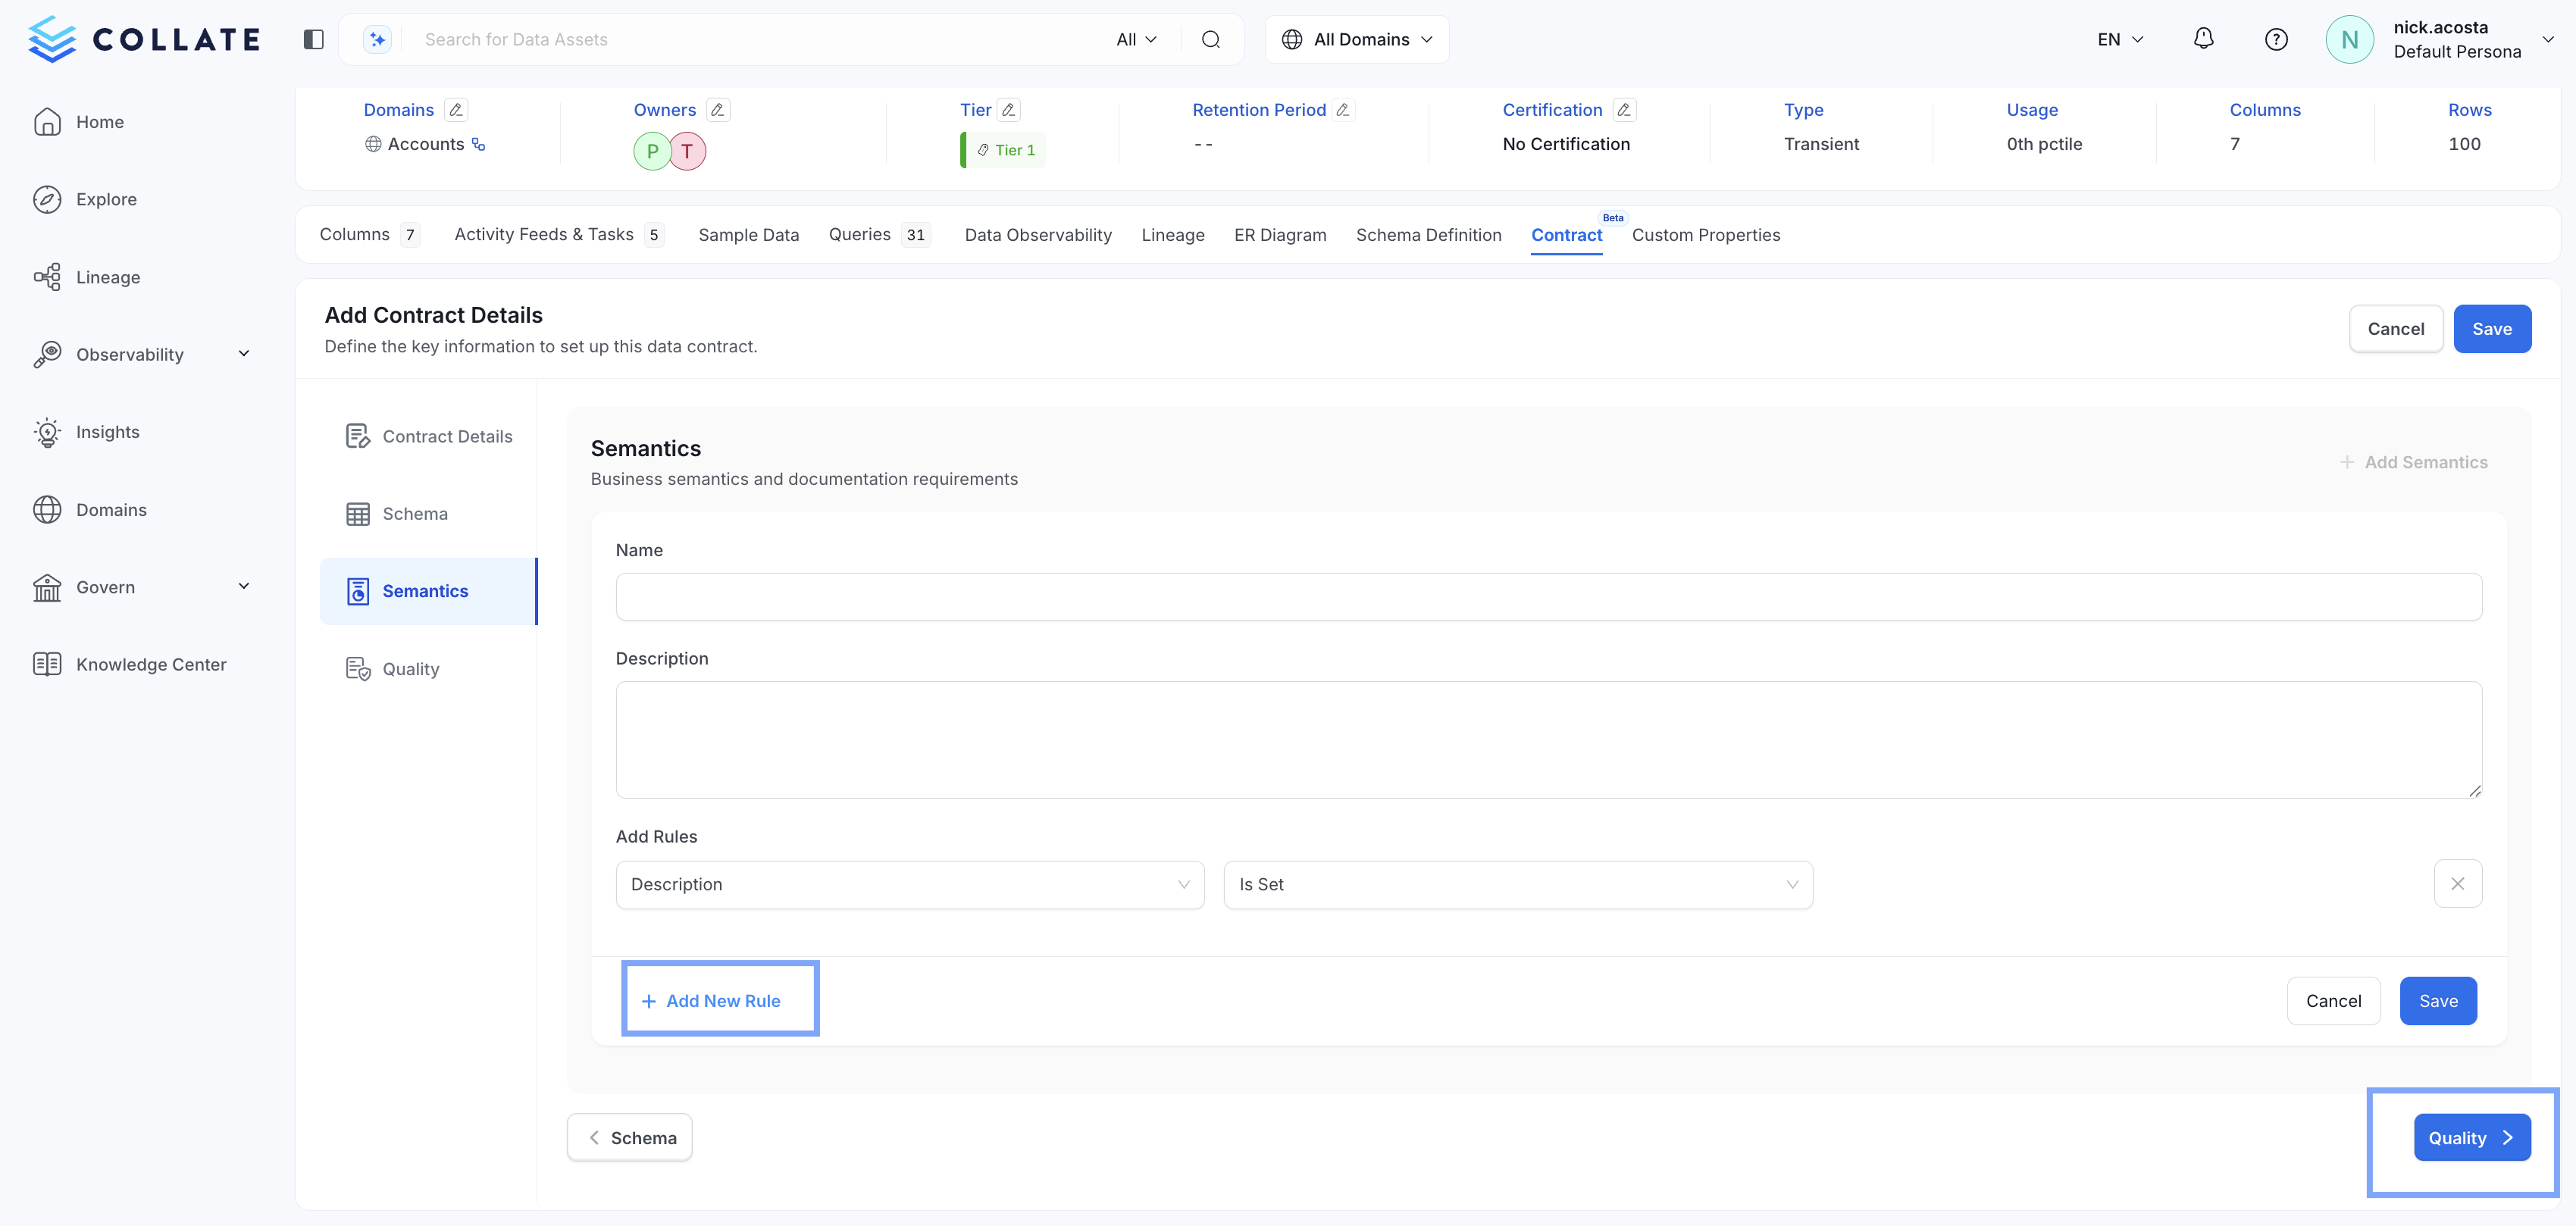 COLLATE
Search for Data Assets
All
All Domains
EN
N
nick.acosta
Default Persona
Home
Explore
Lineage
Observability
Insights
Domains
Govern
Knowledge Center
Domains
Accounts
Owners
P T
Tier
Tier 1
Retention Period
--
Certification
No Certification
Type
Transient
Usage
0th pctile
Columns
7
Rows
100
Columns 7 Activity Feeds & Tasks 5 Sample Data Queries 31 Data Observability Lineage ER Diagram Schema Definition Contract Beta Custom Properties
Add Contract Details
Define the key information to set up this data contract.
Cancel Save
Contract Details
Schema
Semantics
Quality
Semantics
Business semantics and documentation requirements
+ Add Semantics
Name
Description
Add Rules
Description Is Set
+ Add New Rule
Cancel Save
Schema
Quality